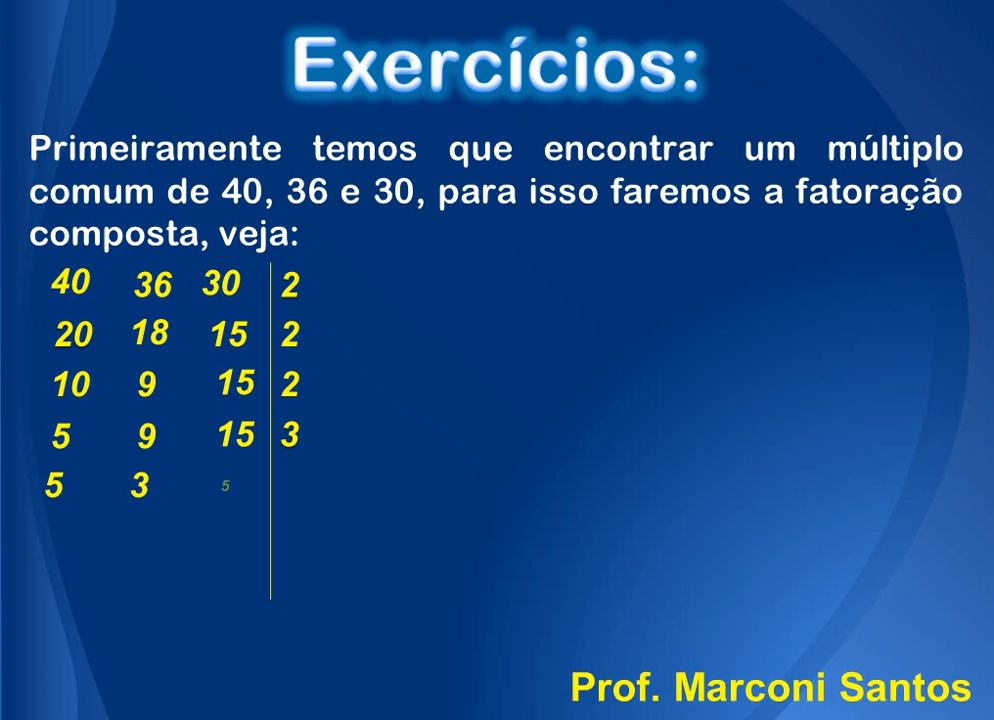 Exercícios:
Primeiramente temos que encontrar um múltiplo
comum de 40, 36 e 30, para isso faremos a fatoração
composta, veja:
40 36 30 2
20 18 15 2
10 9 15 2
5 9 15 3
5 3 5
Prof. Marconi Santos